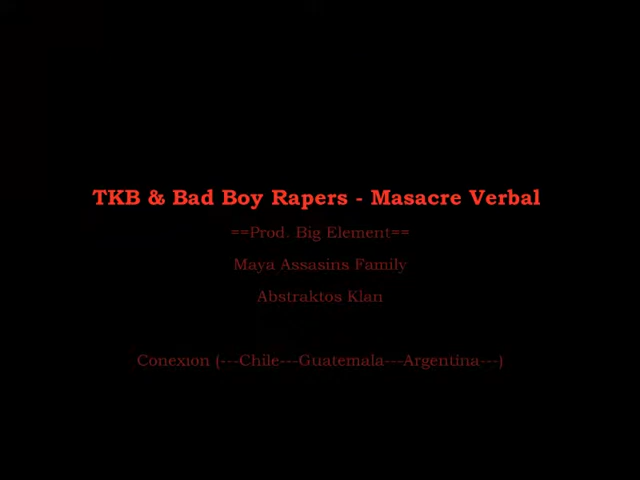 TKB & Bad Boy Rapers - Masacre Verbal
==Prod. Big Element==
Maya Assasins Family
Abstraktos Klan
Conexion (---Chile---Guatemala---Argentina---)